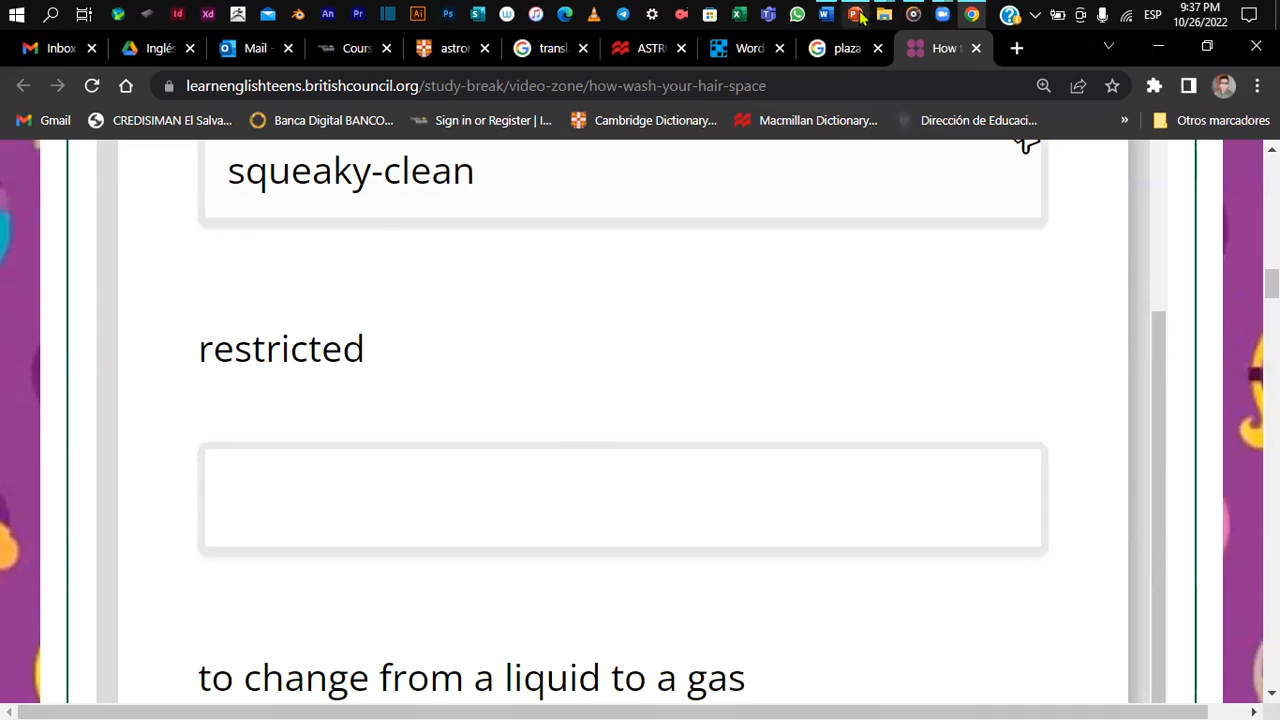 9:37 PM
ESP
10/26/2022
Inbox
Inglé
Mail -
Cours
astror
transl
ASTR
Word
plaza
How t
learnenglishteens.britishcouncil.org/study-break/video-zone/how-wash-your-hair-space
Gmail
CREDISIMAN El Salva...
Banca Digital BANCO...
Sign in or Register | I...
Cambridge Dictionary...
Macmillan Dictionary...
Dirección de Educaci...
»
Otros marcadores
squeaky-clean
restricted
to change from a liquid to a gas